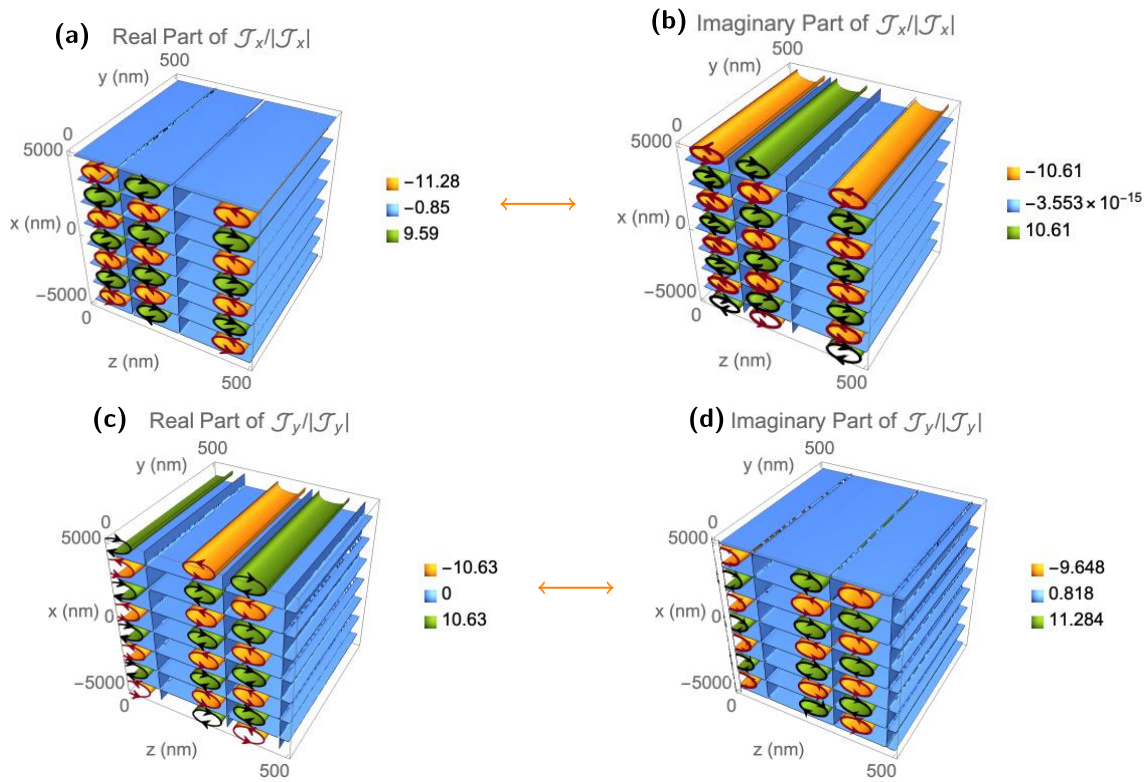 (a) Real Part of 𝒥x/|𝒥x|
500
y (nm)
0
5000
x (nm)
0
−5000
0
z (nm)
500
−11.28
−0.85
9.59
(b) Imaginary Part of 𝒥x/|𝒥x|
500
y (nm)
0
5000
x (nm)
0
−5000
0
z (nm)
500
−10.61
−3.553 × 10⁻¹⁵
10.61
(c) Real Part of 𝒥y/|𝒥y|
500
y (nm)
0
5000
x (nm)
0
−5000
0
z (nm)
500
−10.63
0
10.63
(d) Imaginary Part of 𝒥y/|𝒥y|
500
y (nm)
0
5000
x (nm)
0
−5000
0
z (nm)
500
−9.648
0.818
11.284